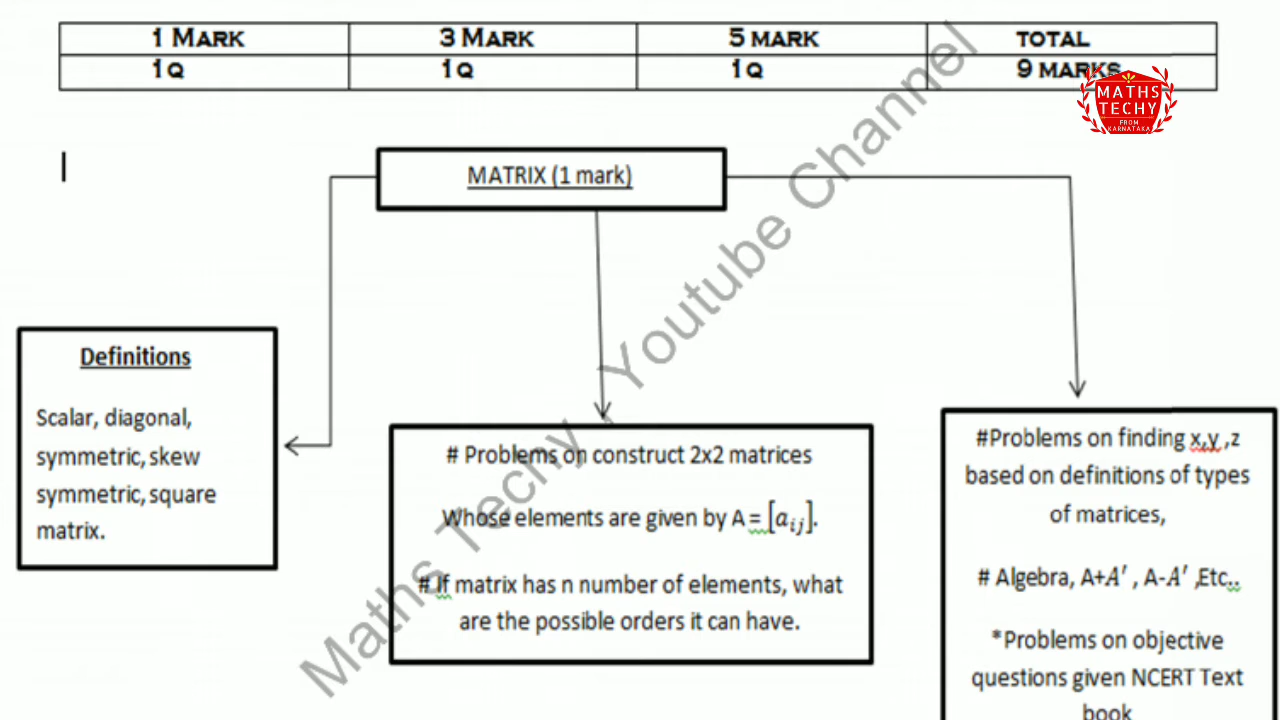 1 MARK 3 MARK 5 MARK TOTAL
1Q 1Q 1Q 9 MARKS
MATHS
TECHY
FROM
KARNATAKA
MATRIX (1 mark)
Definitions
Scalar, diagonal,
symmetric, skew
symmetric, square
matrix.
# Problems on construct 2x2 matrices
Whose elements are given by A = [aᵢⱼ].
# If matrix has n number of elements, what
are the possible orders it can have.
#Problems on finding x,y ,z
based on definitions of types
of matrices,
# Algebra, A+A′ , A-A′ ,Etc..
*Problems on objective
questions given NCERT Text
book
Maths Techy , Youtube Channel